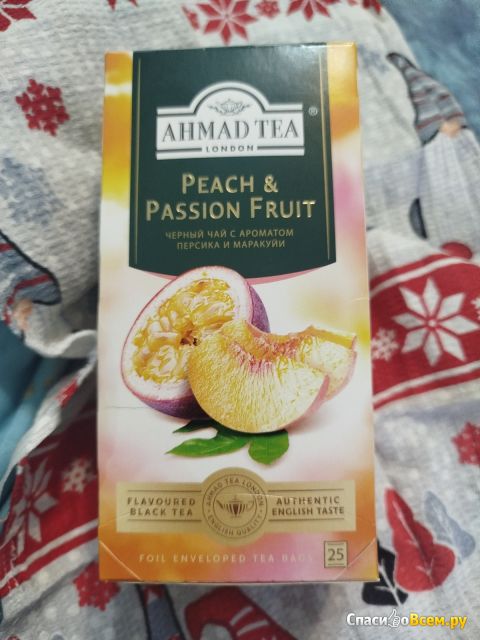 AHMAD TEA ®
LONDON
PEACH &
PASSION FRUIT
ЧЕРНЫЙ ЧАЙ С АРОМАТОМ
ПЕРСИКА И МАРАКУЙИ
FLAVOURED
BLACK TEA
AHMAD TEA LONDON
ENGLISH QUALITY
AUTHENTIC
ENGLISH TASTE
FOIL ENVELOPED TEA BAGS
25
СпасибоВсем.ру